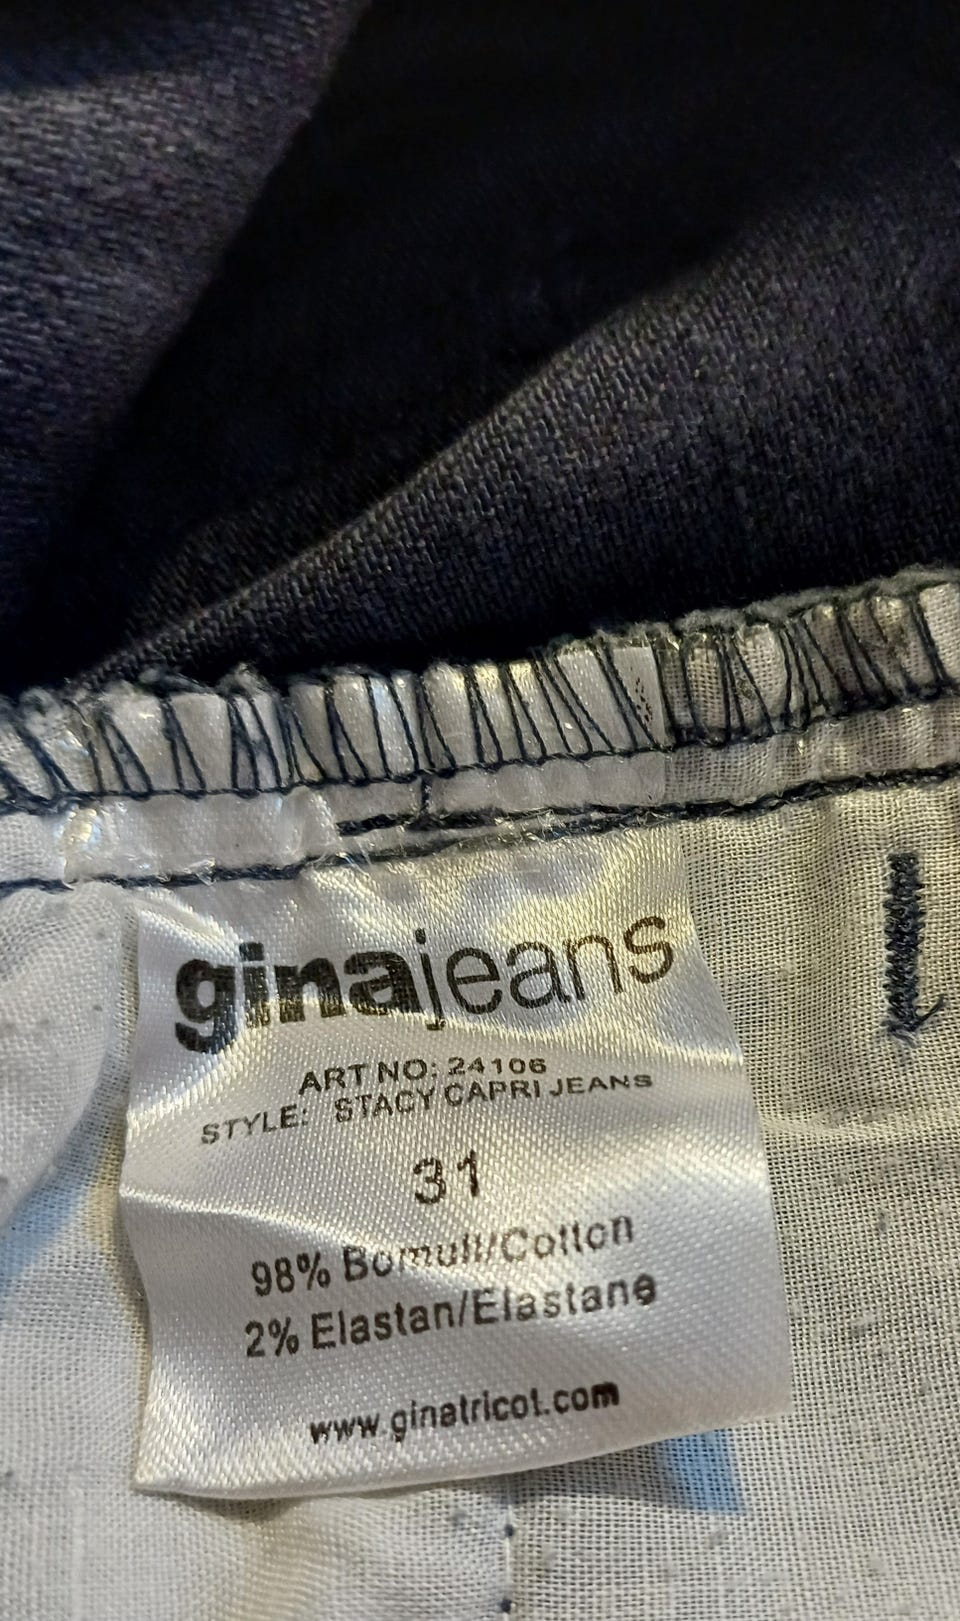 ginajeans
ART NO: 24106
STYLE: STACY CAPRI JEANS
31
98% Bomull/Cotton
2% Elastan/Elastane
www.ginatricot.com